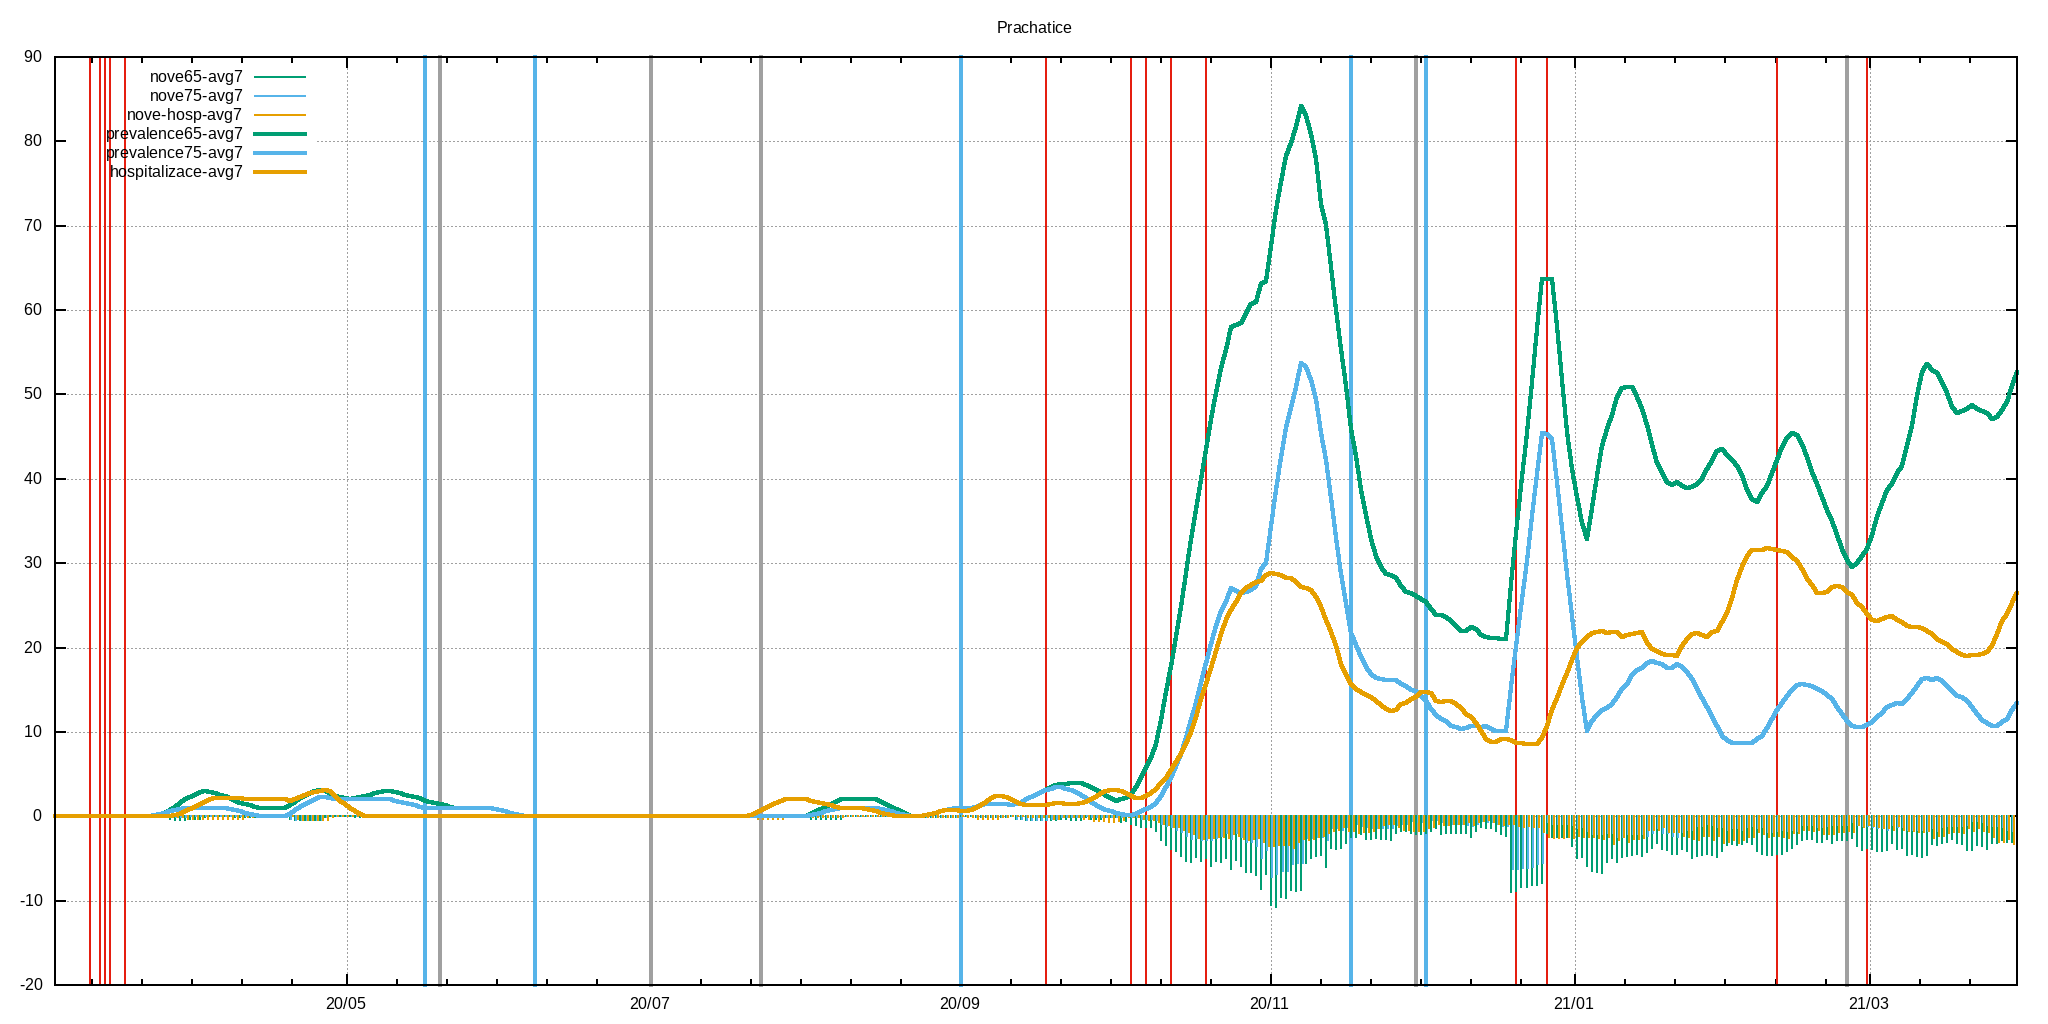 Prachatice
90
80
70
60
50
40
30
20
10
0
-10
-20
nove65-avg7
nove75-avg7
nove-hosp-avg7
prevalence65-avg7
prevalence75-avg7
hospitalizace-avg7
20/05 20/07 20/09 20/11 21/01 21/03